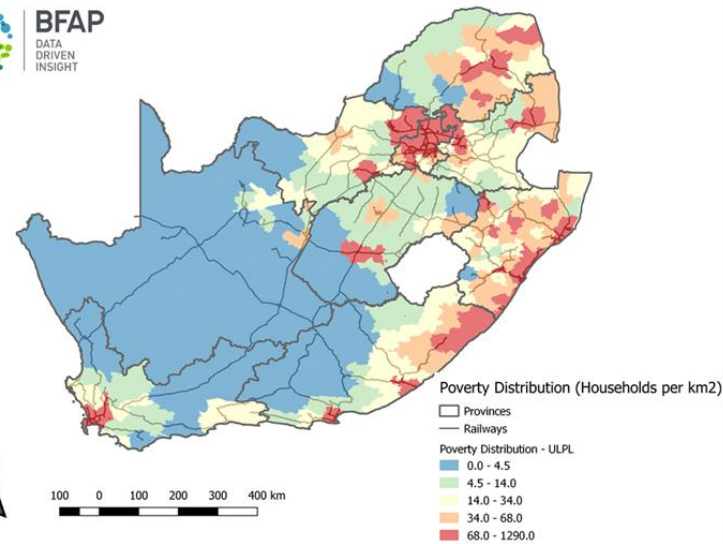 BFAP
DATA
DRIVEN
INSIGHT
Poverty Distribution (Households per km2)
Provinces
Railways
Poverty Distribution - ULPL
0.0 - 4.5
4.5 - 14.0
14.0 - 34.0
34.0 - 68.0
68.0 - 1290.0
100 0 100 200 300 400 km